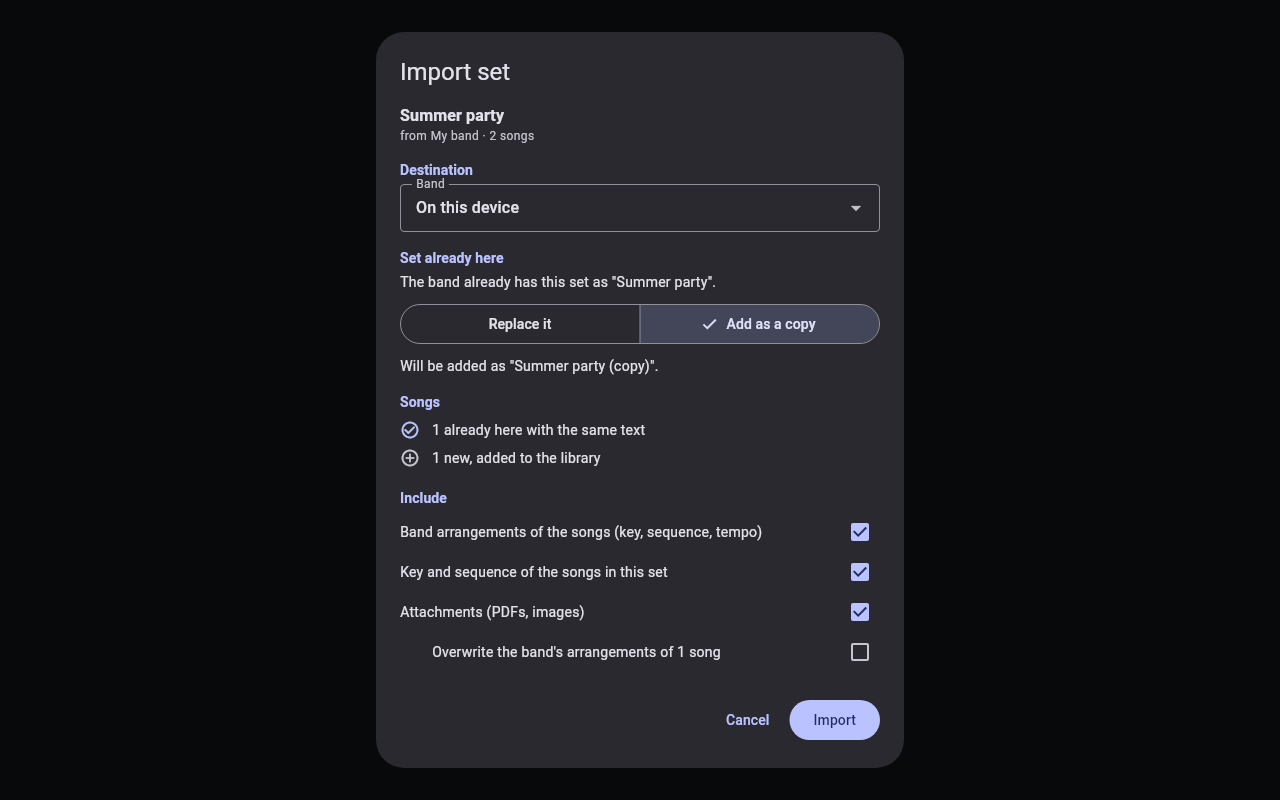 Import set
Summer party
from My band · 2 songs
Destination
Band
On this device
Set already here
The band already has this set as "Summer party".
Replace it
Add as a copy
Will be added as "Summer party (copy)".
Songs
1 already here with the same text
1 new, added to the library
Include
Band arrangements of the songs (key, sequence, tempo)
Key and sequence of the songs in this set
Attachments (PDFs, images)
Overwrite the band's arrangements of 1 song
Cancel
Import